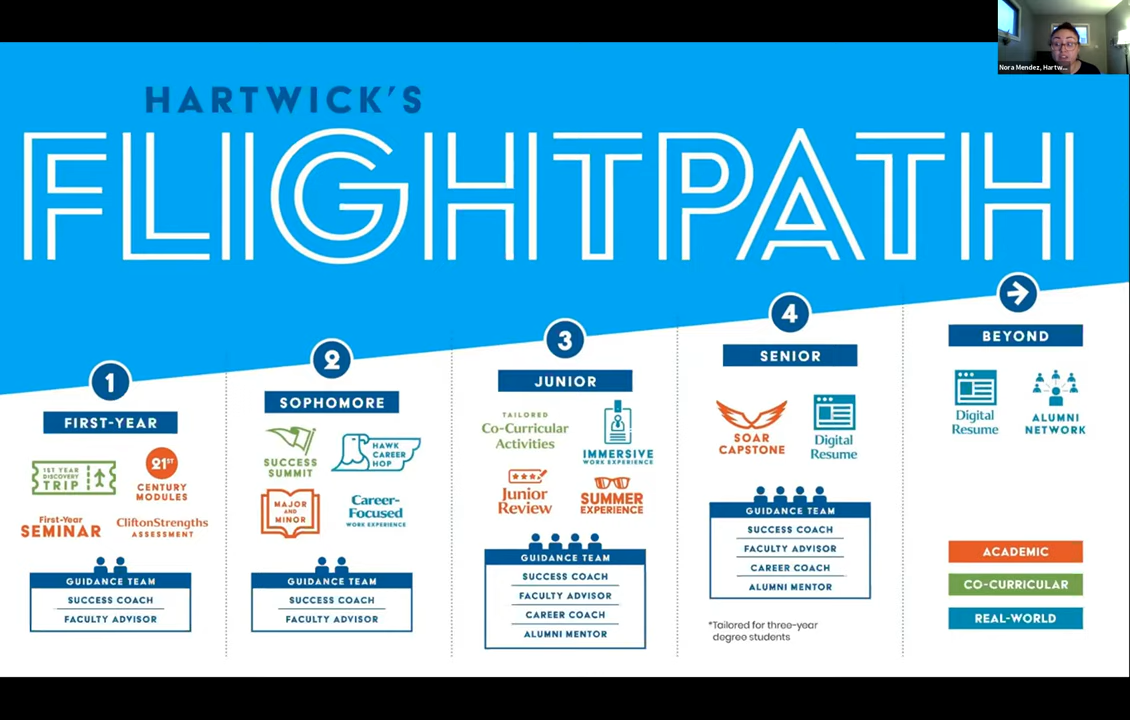 Nora Mendez, Hartw...
HARTWICK'S
FLIGHTPATH
1
FIRST-YEAR
1ST YEAR
DISCOVERY
TRIP
21ST
CENTURY
MODULES
First-Year
SEMINAR
CliftonStrengths
ASSESSMENT
GUIDANCE TEAM
SUCCESS COACH
FACULTY ADVISOR
2
SOPHOMORE
SUCCESS
SUMMIT
HAWK
CAREER
HOP
MAJOR
AND
MINOR
Career-
Focused
WORK EXPERIENCE
GUIDANCE TEAM
SUCCESS COACH
FACULTY ADVISOR
3
JUNIOR
TAILORED
Co-Curricular
Activities
IMMERSIVE
WORK EXPERIENCE
Junior
Review
SUMMER
EXPERIENCE
GUIDANCE TEAM
SUCCESS COACH
FACULTY ADVISOR
CAREER COACH
ALUMNI MENTOR
4
SENIOR
SOAR
CAPSTONE
Digital
Resume
GUIDANCE TEAM
SUCCESS COACH
FACULTY ADVISOR
CAREER COACH
ALUMNI MENTOR
*Tailored for three-year
degree students
BEYOND
Digital
Resume
ALUMNI
NETWORK
ACADEMIC
CO-CURRICULAR
REAL-WORLD